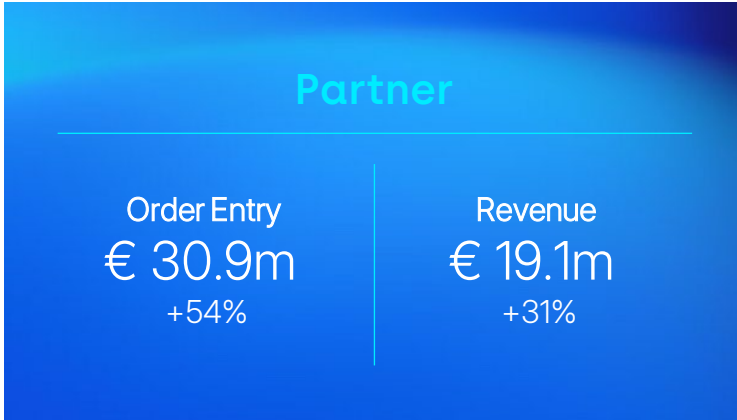 Partner
Order Entry
€ 30.9m
+54%
Revenue
€ 19.1m
+31%